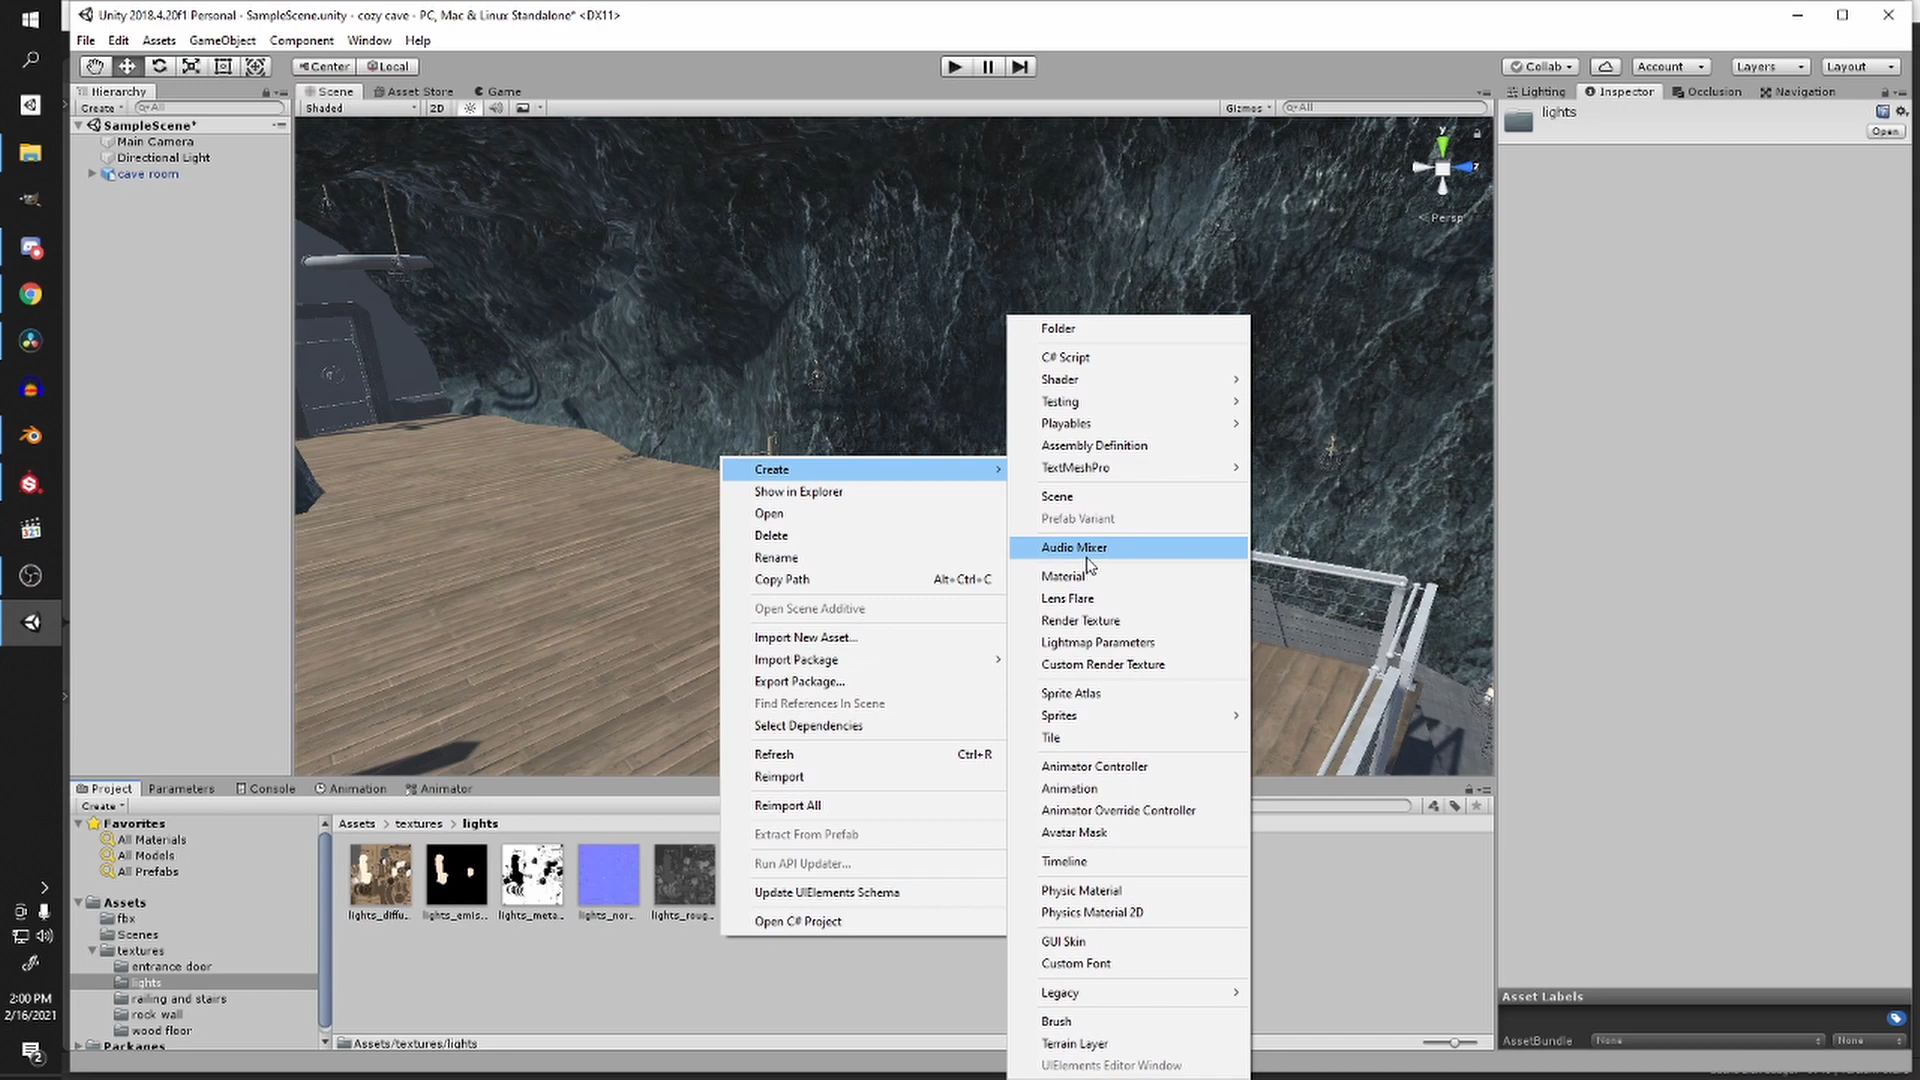 Unity 2018.4.20f1 Personal - SampleScene.unity - cozy cave - PC, Mac & Linux Standalone* <DX11>
File Edit Assets GameObject Component Window Help
Center Local Collab Account Layers Layout
Hierarchy Scene Asset Store Game Lighting Inspector Occlusion Navigation
Create All Shaded 2D Gizmos All
SampleScene*
Main Camera
Directional Light
cave room
lights
Open
y
z
Persp
Create
Show in Explorer
Open
Delete
Rename
Copy Path Alt+Ctrl+C
Open Scene Additive
Import New Asset...
Import Package
Export Package...
Find References In Scene
Select Dependencies
Refresh Ctrl+R
Reimport
Reimport All
Extract From Prefab
Run API Updater...
Update UIElements Schema
Open C# Project
Folder
C# Script
Shader
Testing
Playables
Assembly Definition
TextMeshPro
Scene
Prefab Variant
Audio Mixer
Material
Lens Flare
Render Texture
Lightmap Parameters
Custom Render Texture
Sprite Atlas
Sprites
Tile
Animator Controller
Animation
Animator Override Controller
Avatar Mask
Timeline
Physic Material
Physics Material 2D
GUI Skin
Custom Font
Legacy
Brush
Terrain Layer
UIElements Editor Window
Project Parameters Console Animation Animator
Create
Favorites
All Materials
All Models
All Prefabs
Assets
fbx
Scenes
textures
entrance door
lights
railing and stairs
rock wall
wood floor
Packages
Assets > textures > lights
lights_diffu... lights_emis... lights_meta... lights_nor... lights_roug...
Assets/textures/lights
Asset Labels
AssetBundle None None
321
2:00 PM
2/16/2021
2